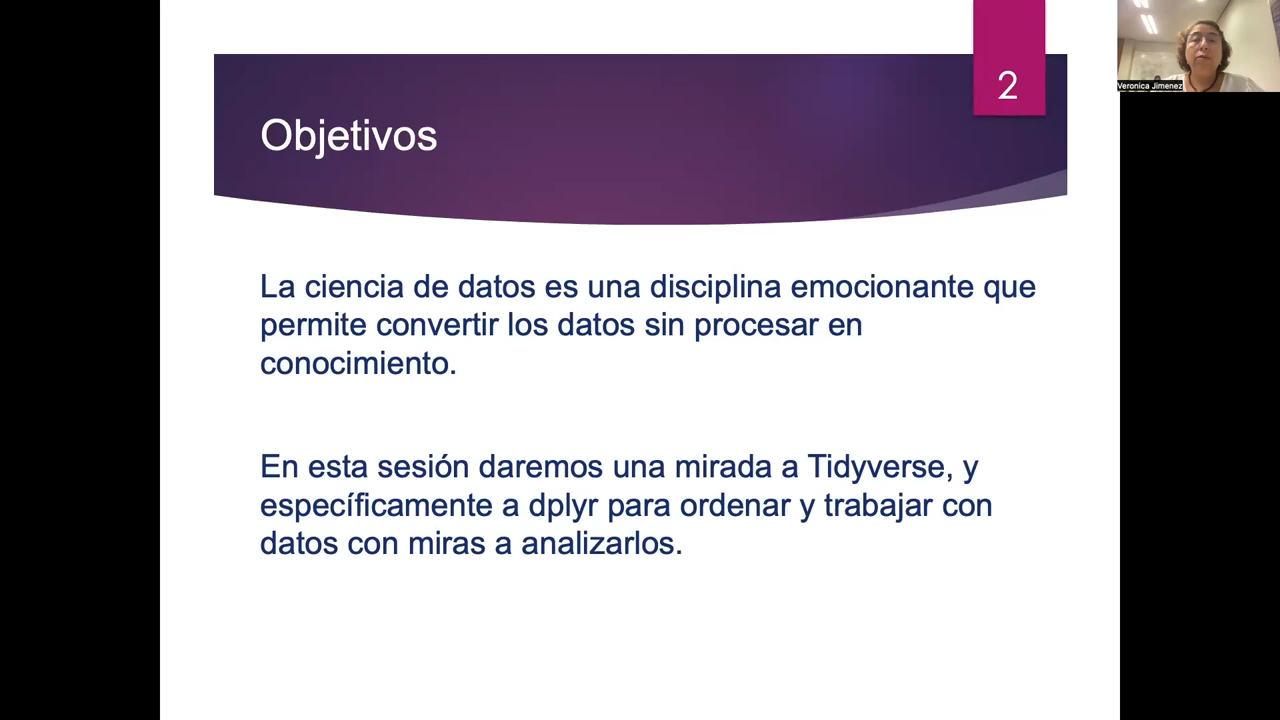 2
Objetivos
La ciencia de datos es una disciplina emocionante que
permite convertir los datos sin procesar en
conocimiento.
En esta sesión daremos una mirada a Tidyverse, y
específicamente a dplyr para ordenar y trabajar con
datos con miras a analizarlos.
Veronica Jimenez